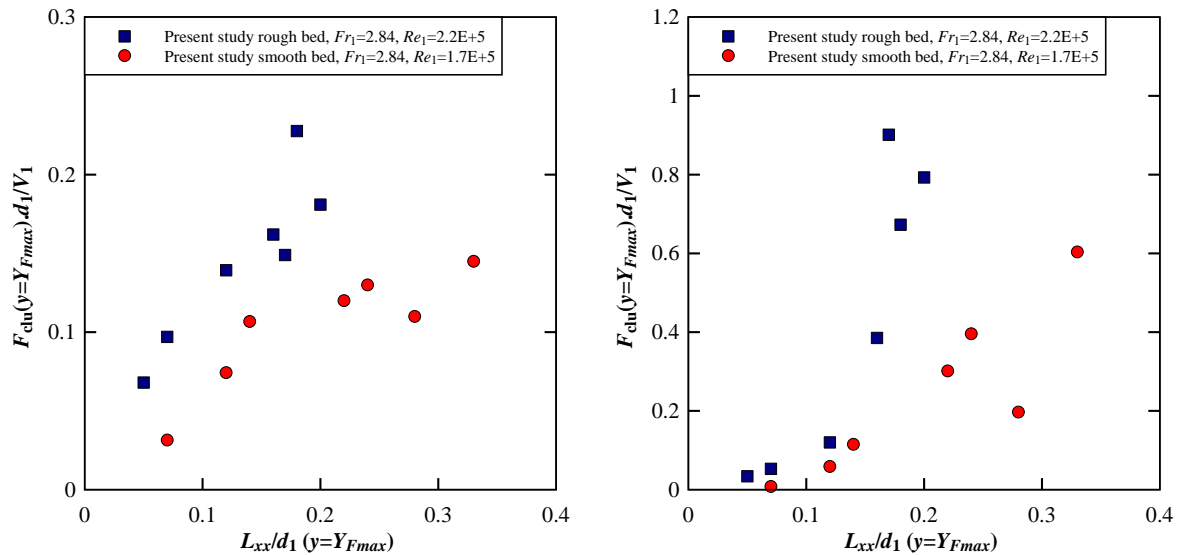 0.3
Present study rough bed, Fr1=2.84, Re1=2.2E+5
Present study smooth bed, Fr1=2.84, Re1=1.7E+5
0.2
0.1
0
0
0.1
0.2
0.3
0.4
Fclu(y=YFmax).d1/V1
Lxx/d1 (y=YFmax)
1.2
Present study rough bed, Fr1=2.84, Re1=2.2E+5
Present study smooth bed, Fr1=2.84, Re1=1.7E+5
1
0.8
0.6
0.4
0.2
0
0
0.1
0.2
0.3
0.4
Fclu(y=YFmax).d1/V1
Lxx/d1 (y=YFmax)